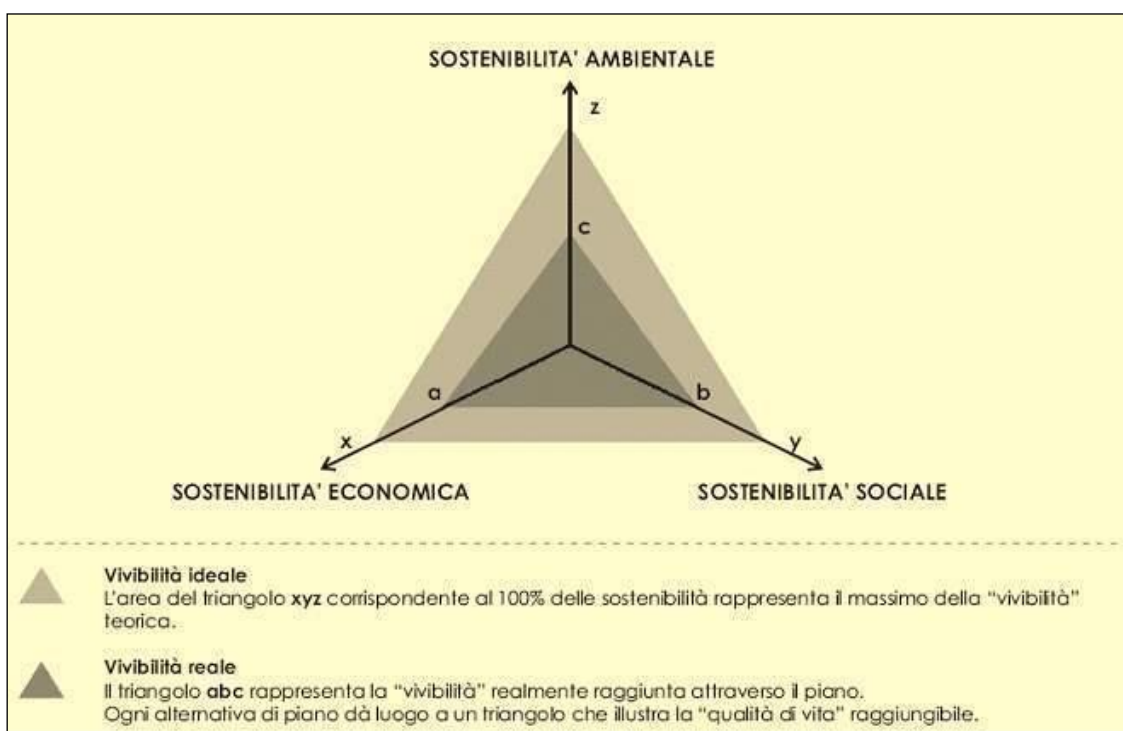 SOSTENIBILITA' AMBIENTALE
z
c
a
b
x
y
SOSTENIBILITA' ECONOMICA
SOSTENIBILITA' SOCIALE
Vivibilità ideale
L'area del triangolo xyz corrispondente al 100% delle sostenibilità rappresenta il massimo della "vivibilità"
teorica.
Vivibilità reale
Il triangolo abc rappresenta la "vivibilità" realmente raggiunta attraverso il piano.
Ogni alternativa di piano dà luogo a un triangolo che illustra la "qualità di vita" raggiungibile.